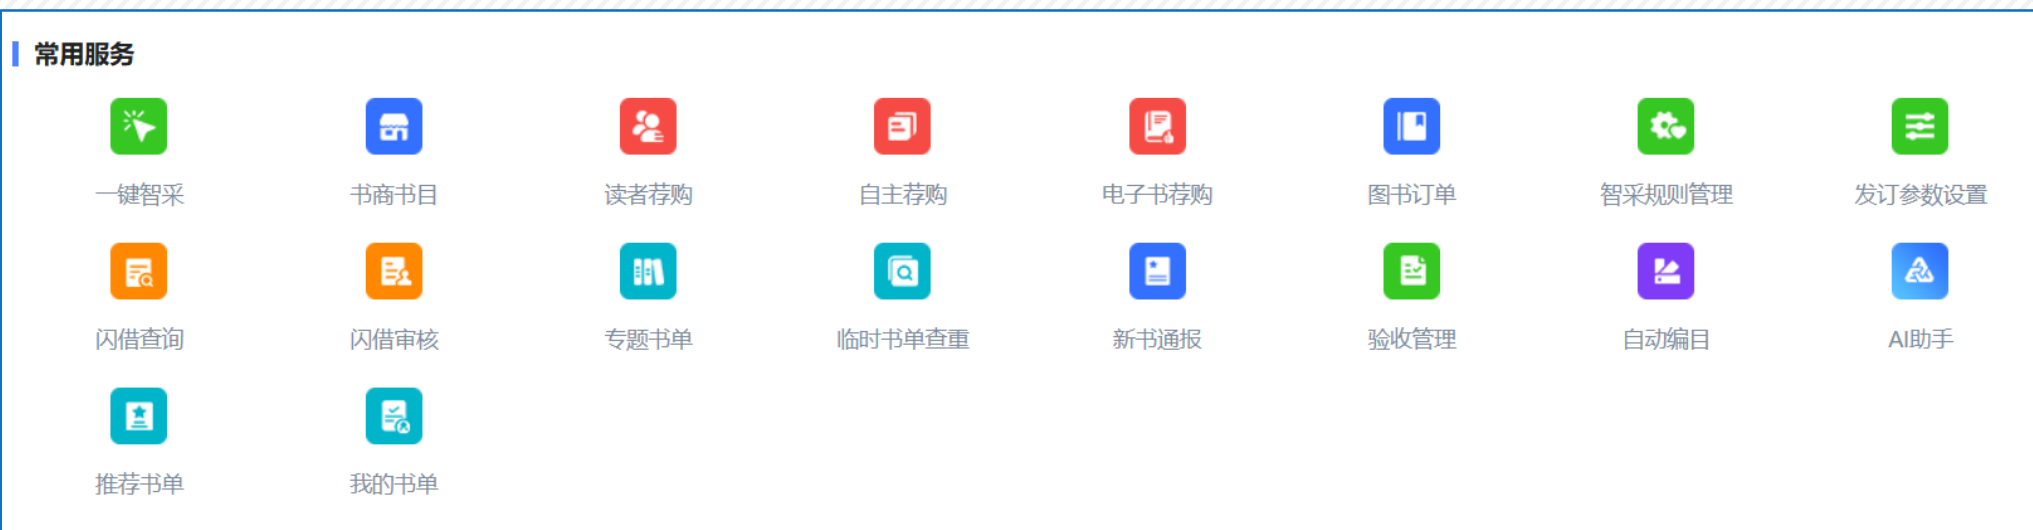 常用服务
一键智采 书商书目 读者荐购 自主荐购 电子书荐购 图书订单 智采规则管理 发订参数设置
闪借查询 闪借审核 专题书单 临时书单查重 新书通报 验收管理 自动编目 AI助手
推荐书单 我的书单